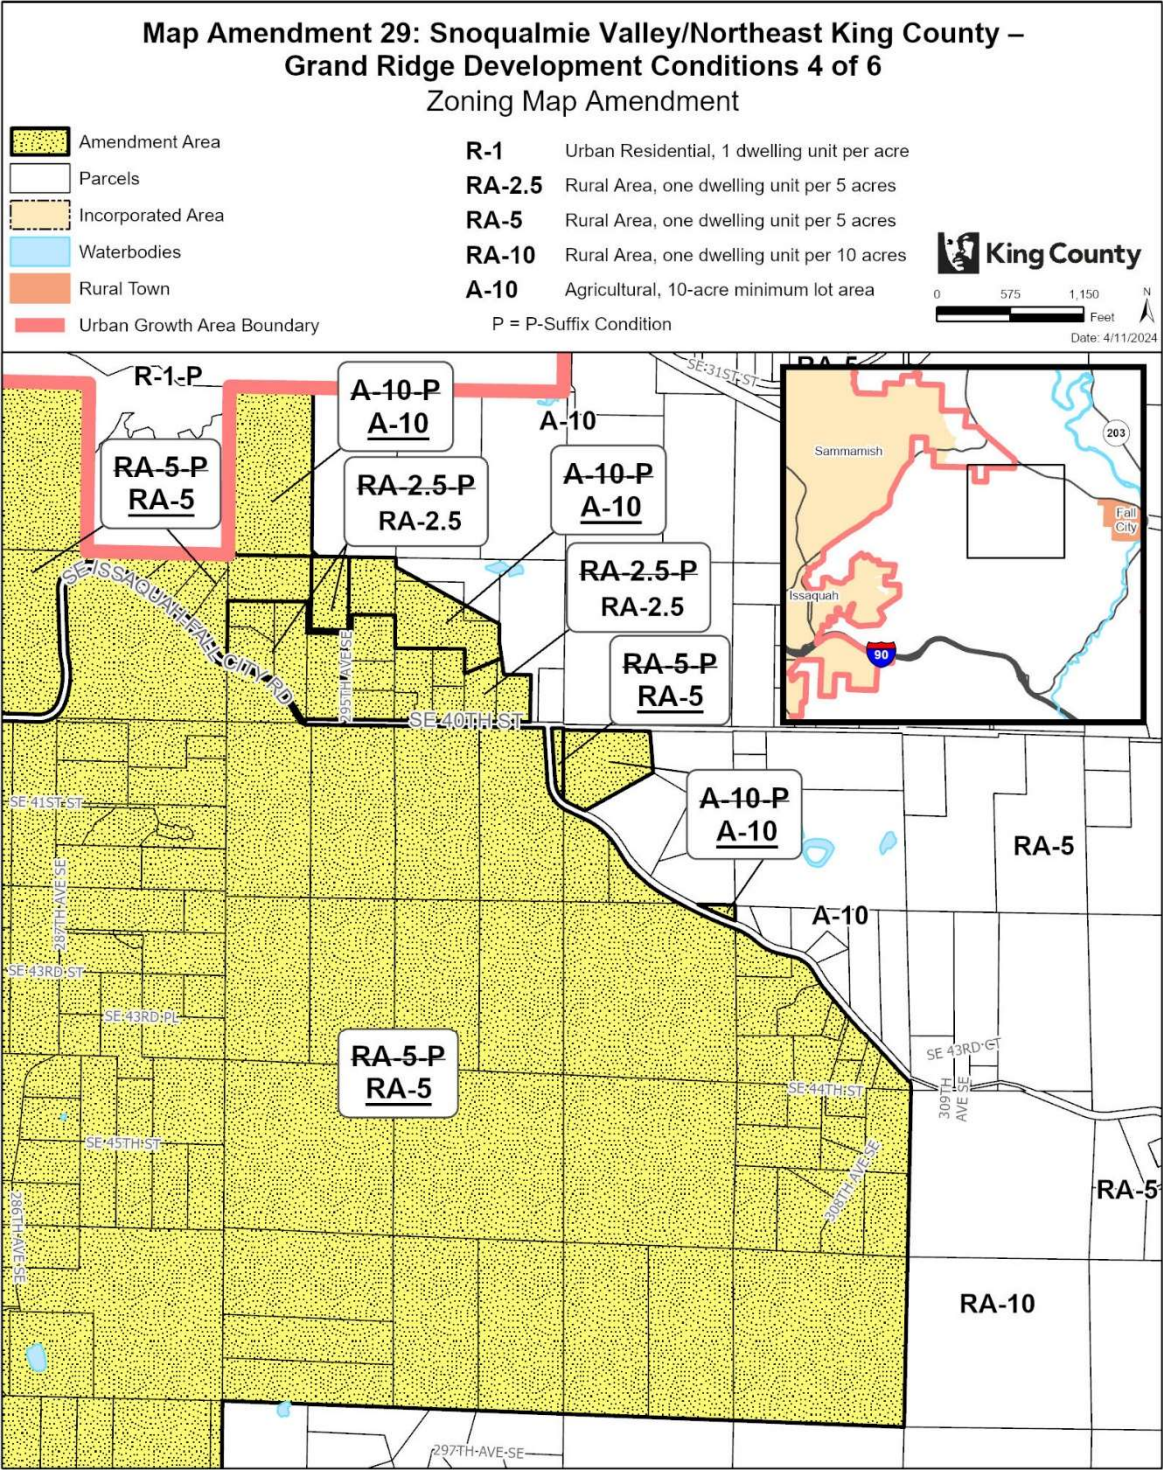 Map Amendment 29: Snoqualmie Valley/Northeast King County –
Grand Ridge Development Conditions 4 of 6
Zoning Map Amendment
Amendment Area
Parcels
Incorporated Area
Waterbodies
Rural Town
Urban Growth Area Boundary
R-1 Urban Residential, 1 dwelling unit per acre
RA-2.5 Rural Area, one dwelling unit per 5 acres
RA-5 Rural Area, one dwelling unit per 5 acres
RA-10 Rural Area, one dwelling unit per 10 acres
A-10 Agricultural, 10-acre minimum lot area
P = P-Suffix Condition
King County
0 575 1,150
Feet
N
Date: 4/11/2024
R-1-P
A-10-P
A-10
SE 31ST ST
RA-5
A-10
RA-5-P
RA-5
RA-2.5-P
RA-2.5
A-10-P
A-10
RA-2.5-P
RA-2.5
RA-5-P
RA-5
Sammamish
203
Fall
City
Issaquah
90
SE ISSAQUAH FALL CITY RD
295TH AVE SE
SE 40TH ST
A-10-P
A-10
SE 41ST ST
RA-5
287TH AVE SE
A-10
SE 43RD ST
SE 43RD PL
RA-5-P
RA-5
SE 43RD CT
SE 44TH ST
309TH
AVE SE
SE 45TH ST
308TH AVE SE
RA-5
286TH AVE SE
RA-10
297TH AVE SE